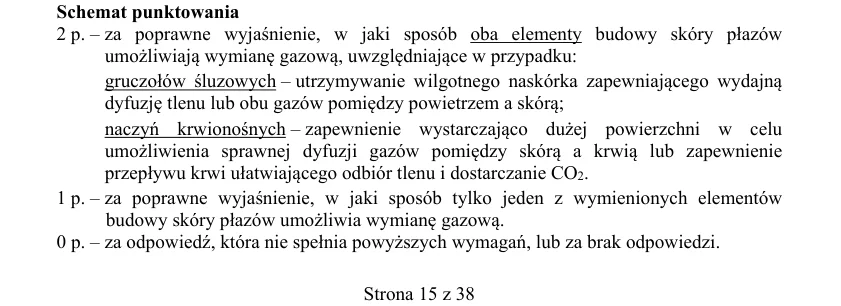 Schemat punktowania
2 p. – za poprawne wyjaśnienie, w jaki sposób oba elementy budowy skóry płazów
umożliwiają wymianę gazową, uwzględniające w przypadku:
gruczołów śluzowych – utrzymywanie wilgotnego naskórka zapewniającego wydajną
dyfuzję tlenu lub obu gazów pomiędzy powietrzem a skórą;
naczyń krwionośnych – zapewnienie wystarczająco dużej powierzchni w celu
umożliwienia sprawnej dyfuzji gazów pomiędzy skórą a krwią lub zapewnienie
przepływu krwi ułatwiającego odbiór tlenu i dostarczanie CO₂.
1 p. – za poprawne wyjaśnienie, w jaki sposób tylko jeden z wymienionych elementów
budowy skóry płazów umożliwia wymianę gazową.
0 p. – za odpowiedź, która nie spełnia powyższych wymagań, lub za brak odpowiedzi.
Strona 15 z 38